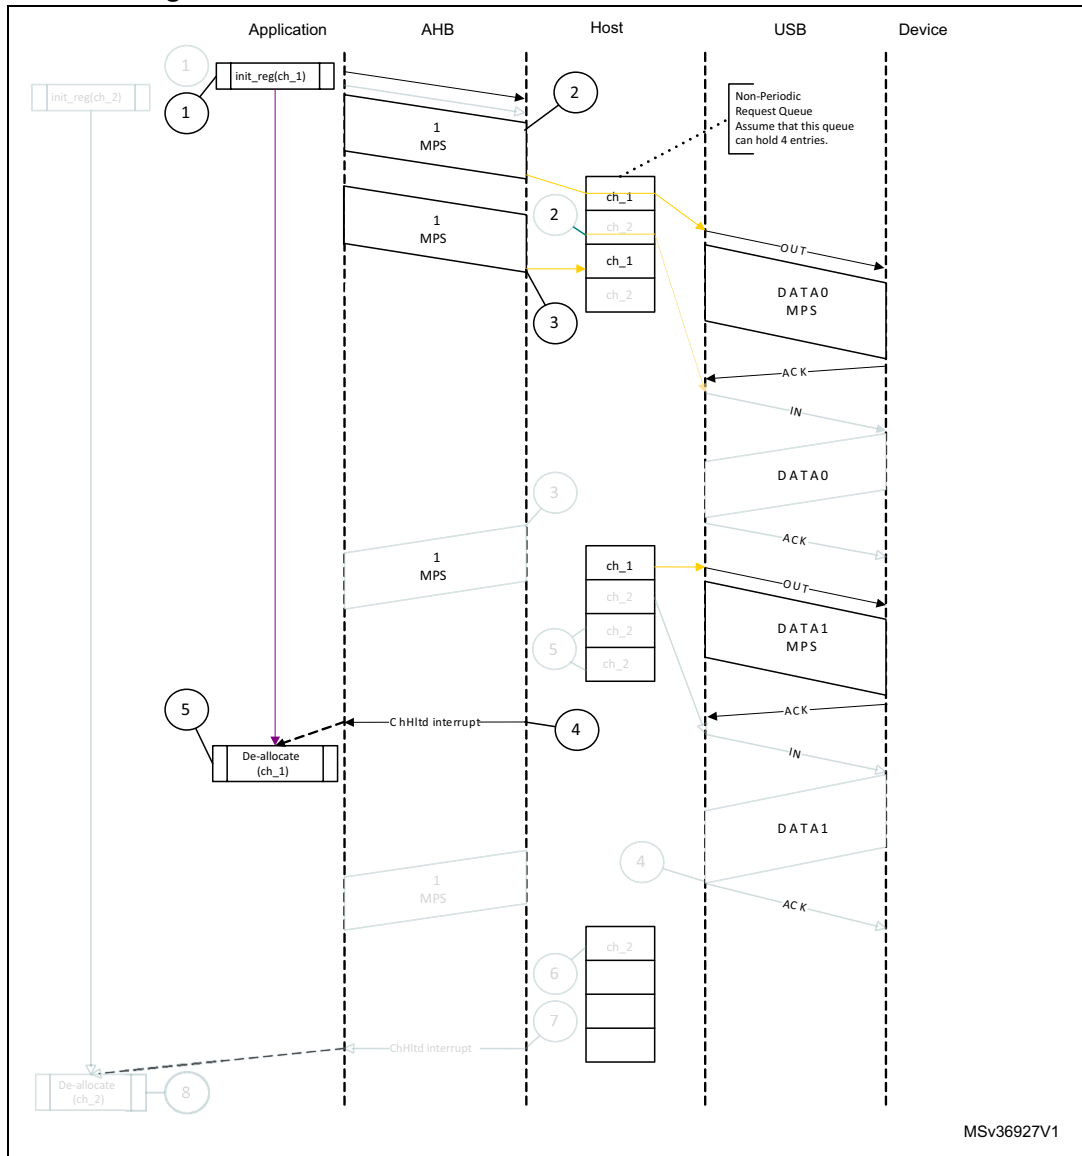 Application AHB Host USB Device
1
init_reg(ch_1)
init_reg(ch_2)
1
2
Non-Periodic
Request Queue
Assume that this queue
can hold 4 entries.
1
MPS
ch_1
2
ch_2
1
MPS
OUT
ch_1
ch_2
DATA0
MPS
3
ACK
IN
DATA0
3
ACK
1
MPS
ch_1
OUT
ch_2
ch_2
DATA1
MPS
5
ch_2
5
ACK
ChHltd interrupt
4
De-allocate
(ch_1)
IN
DATA1
4
1
MPS
ACK
ch_2
6
7
ChHltd interrupt
De-allocate
(ch_2)
8
MSv36927V1